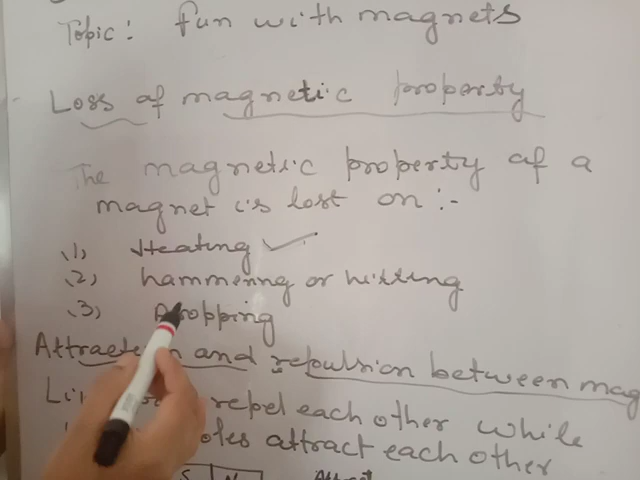 Topic: fun with magnets
Loss of magnetic property
The magnetic property of a
magnet is lost on :-
(1) Heating ✓
(2) hammering or hitting
(3) Dropping
Attraction and repulsion between mag
repel each other while
poles attract each other
S N Attract